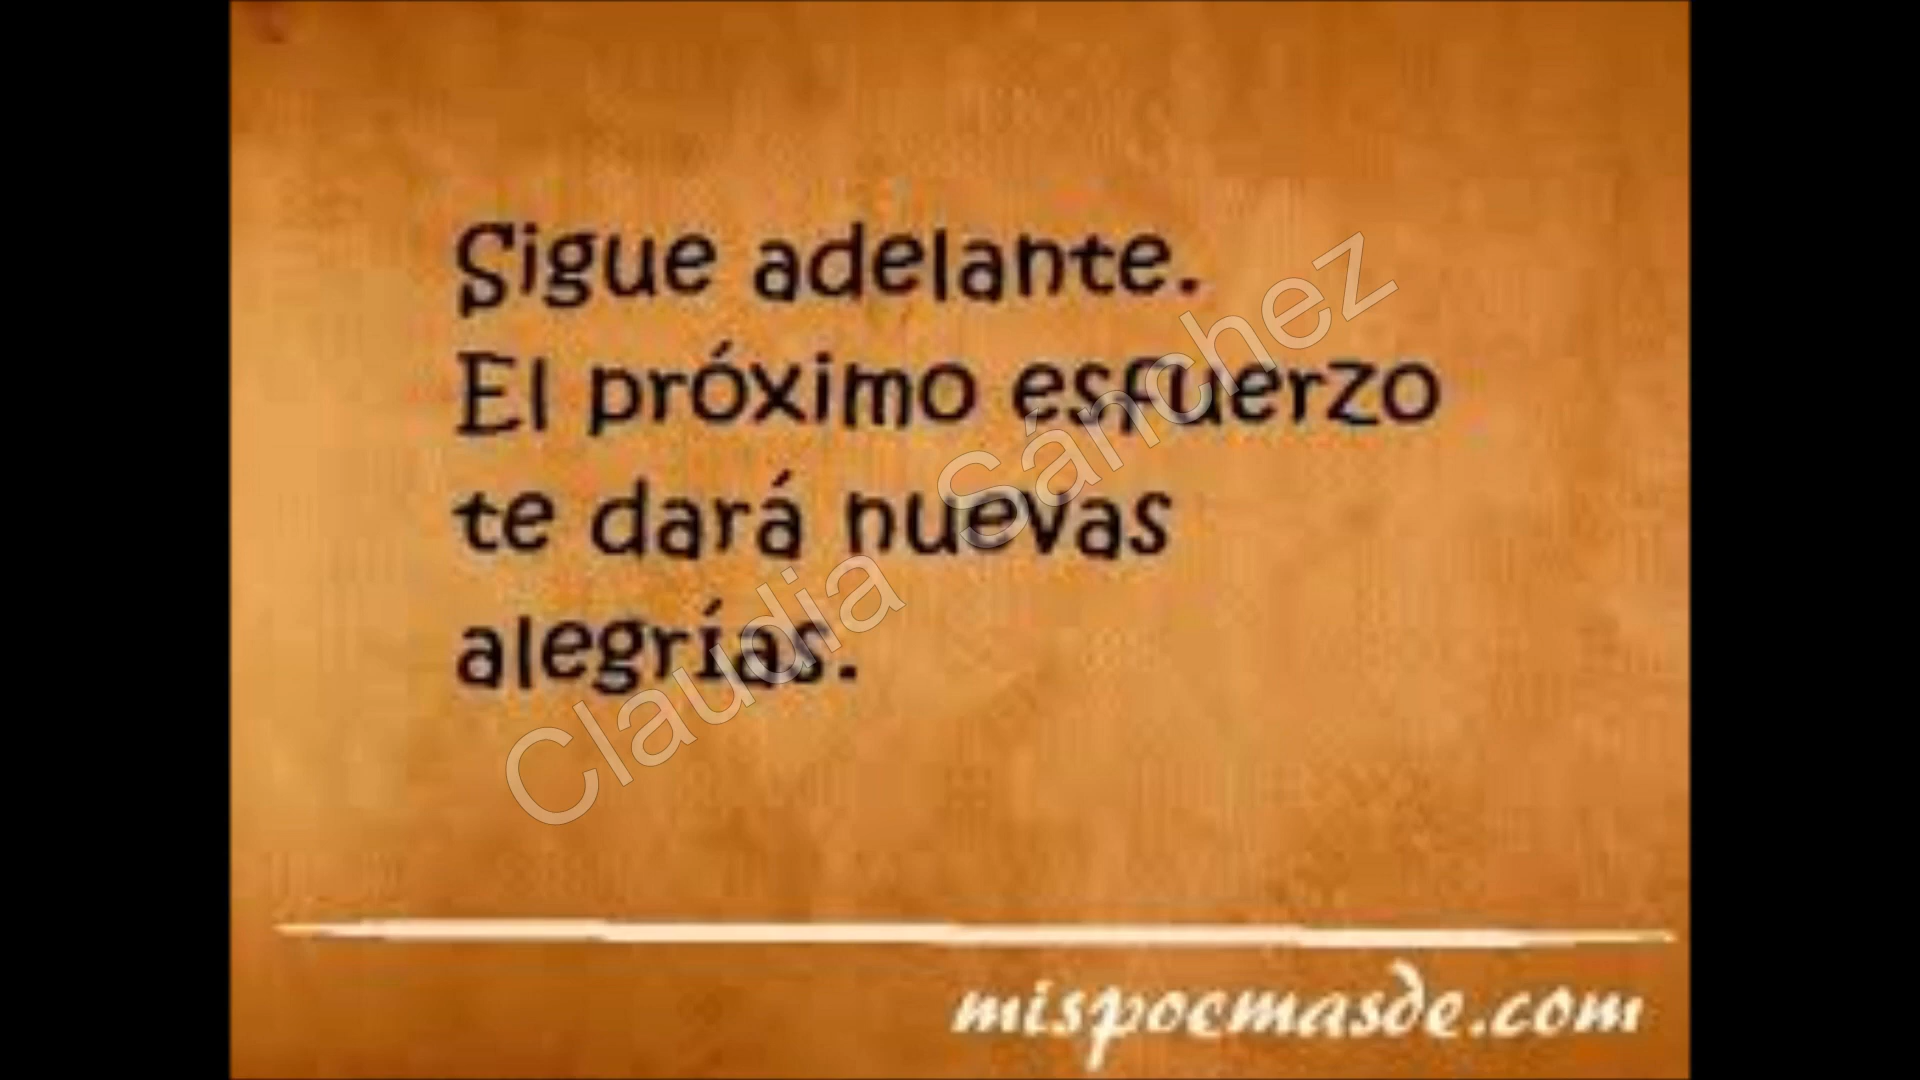 Sigue adelante.
El próximo esfuerzo
te dará nuevas
alegrías.
Claudia Sánchez
mispoemasde.com